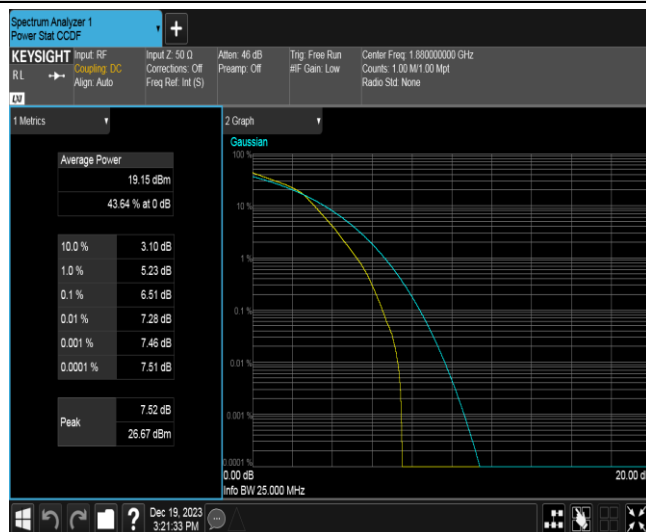 Spectrum Analyzer 1
Power Stat CCDF
+
KEYSIGHT
RL
Input: RF
Coupling: DC
Align: Auto
Input Z: 50 Ω
Corrections: Off
Freq Ref: Int (S)
Atten: 46 dB
Preamp: Off
Trig: Free Run
#IF Gain: Low
Center Freq: 1.880000000 GHz
Counts: 1.00 M/1.00 Mpt
Radio Std: None
LXI
1 Metrics
Average Power
19.15 dBm
43.64 % at 0 dB
10.0 % 3.10 dB
1.0 % 5.23 dB
0.1 % 6.51 dB
0.01 % 7.28 dB
0.001 % 7.46 dB
0.0001 % 7.51 dB
Peak
7.52 dB
26.67 dBm
2 Graph
Gaussian
100 %
10 %
1 %
0.1 %
0.01 %
0.001 %
0.0001 %
0.00 dB
20.00 d
Info BW 25.000 MHz
?
Dec 19, 2023
3:21:33 PM